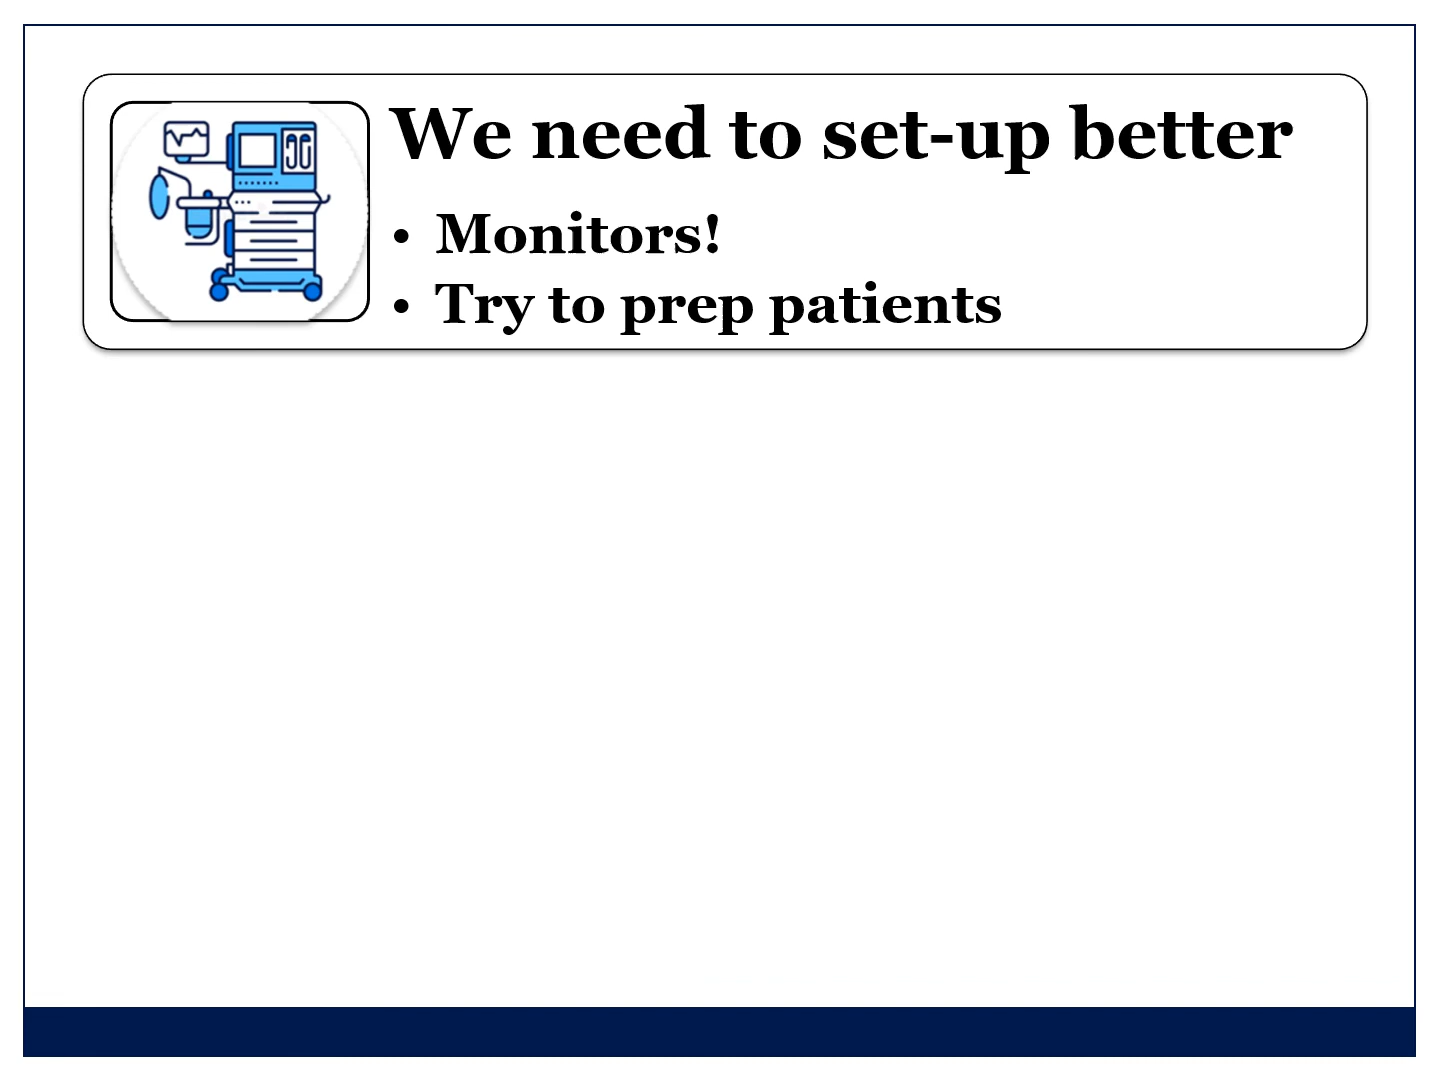 We need to set-up better
• Monitors!
• Try to prep patients